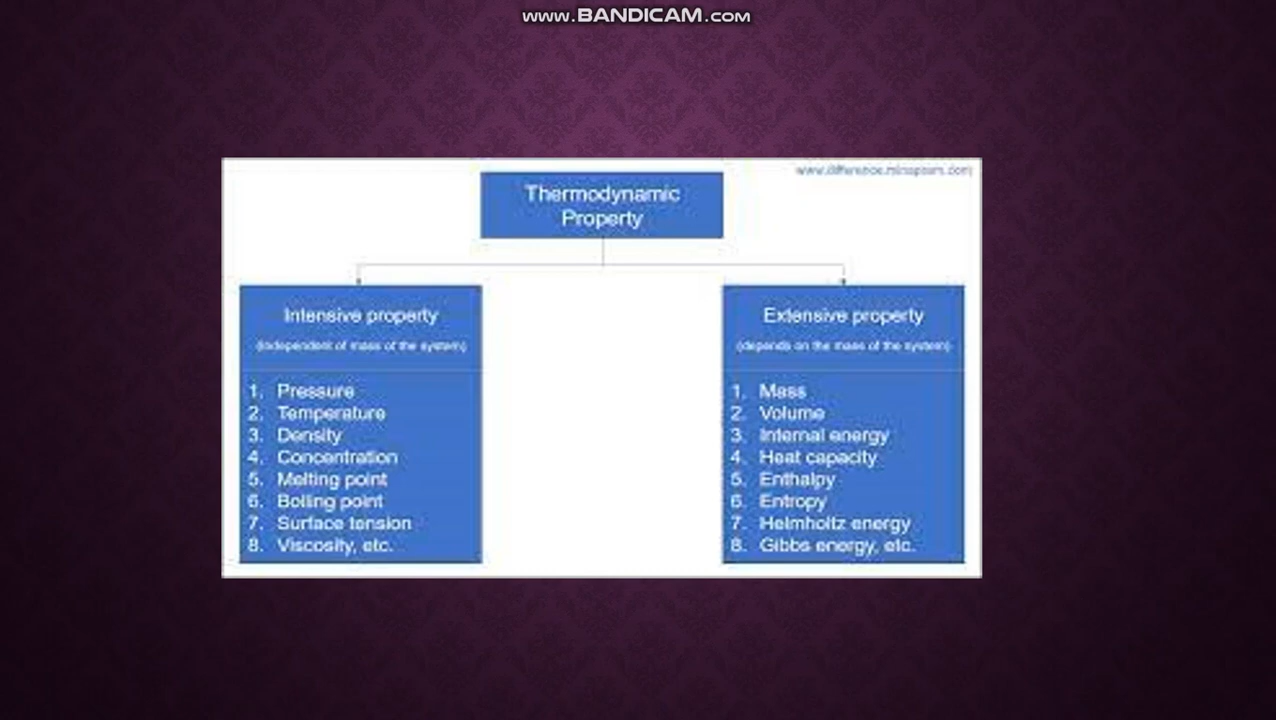 www.BANDICAM.com
Thermodynamic
Property
Intensive property
(independent of mass of the system)
1. Pressure
2. Temperature
3. Density
4. Concentration
5. Melting point
6. Boiling point
7. Surface tension
8. Viscosity, etc.
Extensive property
(depends on the mass of the system)
1. Mass
2. Volume
3. Internal energy
4. Heat capacity
5. Enthalpy
6. Entropy
7. Helmholtz energy
8. Gibbs energy, etc.